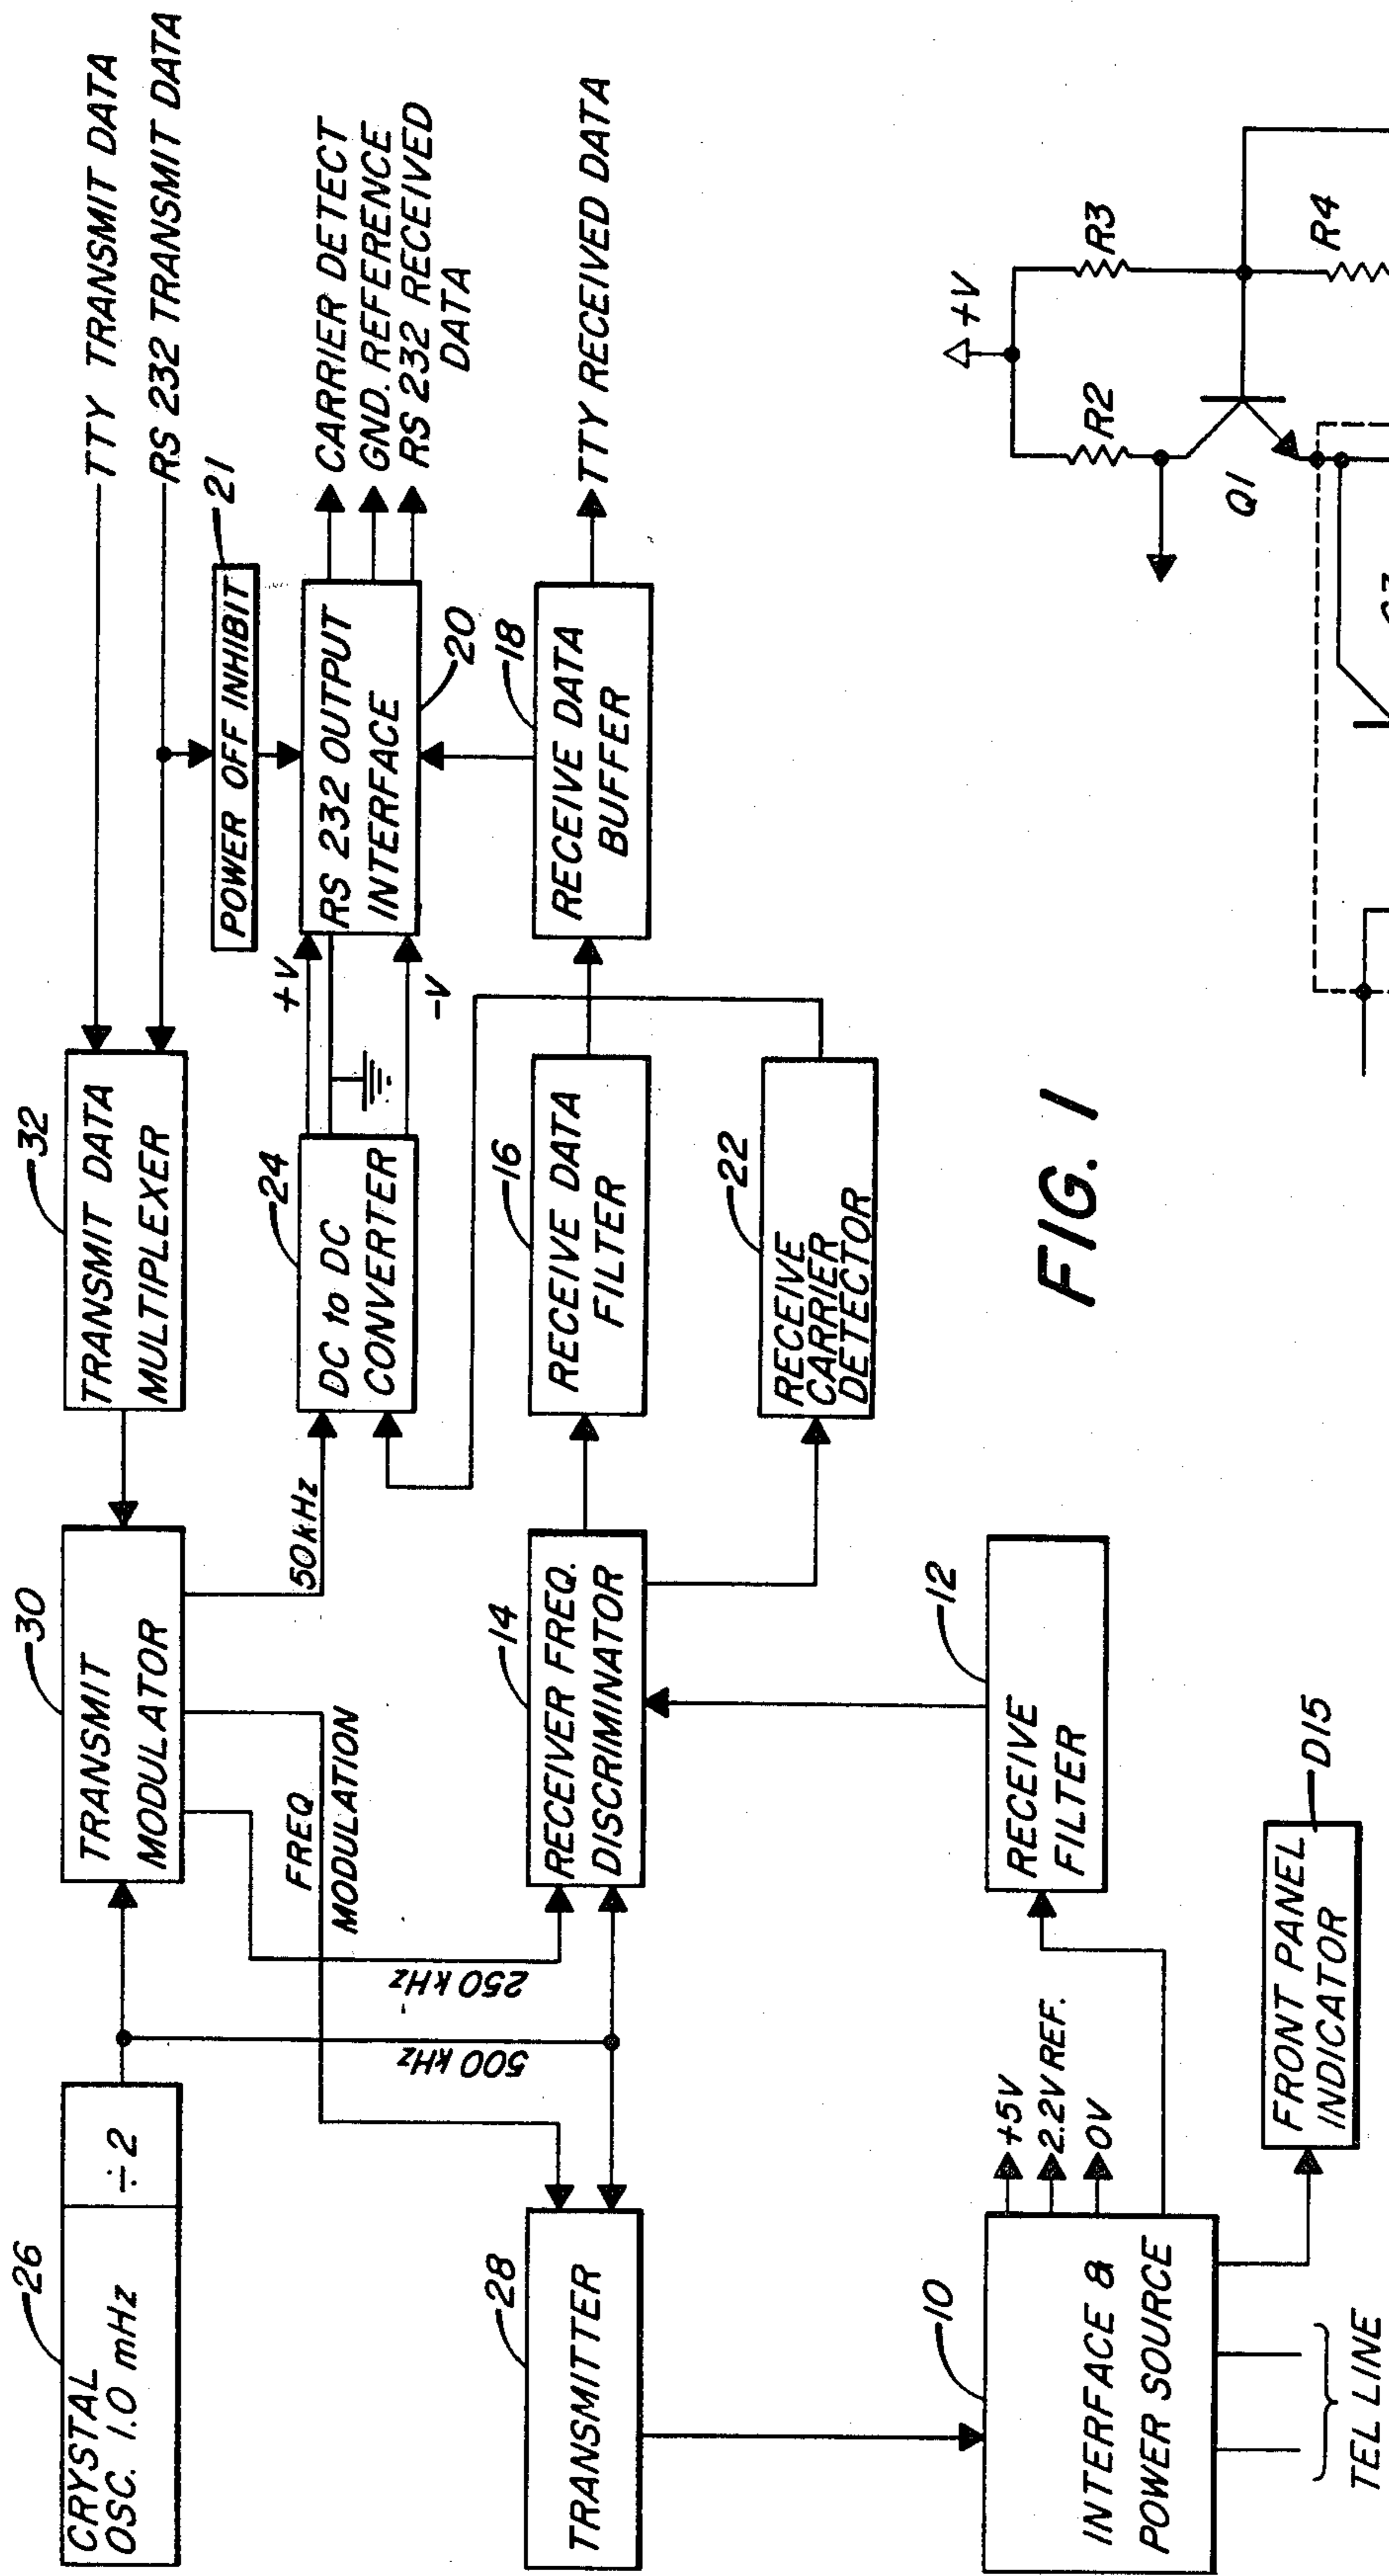 TTY TRANSMIT DATA
RS 232 TRANSMIT DATA
26
CRYSTAL
OSC. 1.0 mHz
÷2
30
TRANSMIT
MODULATOR
32
TRANSMIT DATA
MULTIPLEXER
21
POWER OFF INHIBIT
500 kHz
250 kHz
FREQ
MODULATION
50kHz
24
DC to DC
CONVERTER
+V
-V
RS 232 OUTPUT
INTERFACE
20
CARRIER DETECT
GND. REFERENCE
RS 232 RECEIVED
DATA
28
TRANSMITTER
14
RECEIVER FREQ.
DISCRIMINATOR
16
RECEIVE DATA
FILTER
18
RECEIVE DATA
BUFFER
TTY RECEIVED DATA
22
RECEIVE
CARRIER
DETECTOR
10
INTERFACE &
POWER SOURCE
+5V
2.2V REF.
0V
12
RECEIVE
FILTER
TEL LINE
FRONT PANEL
INDICATOR
D15
FIG. 1
+V
R2
R3
Q1
R4